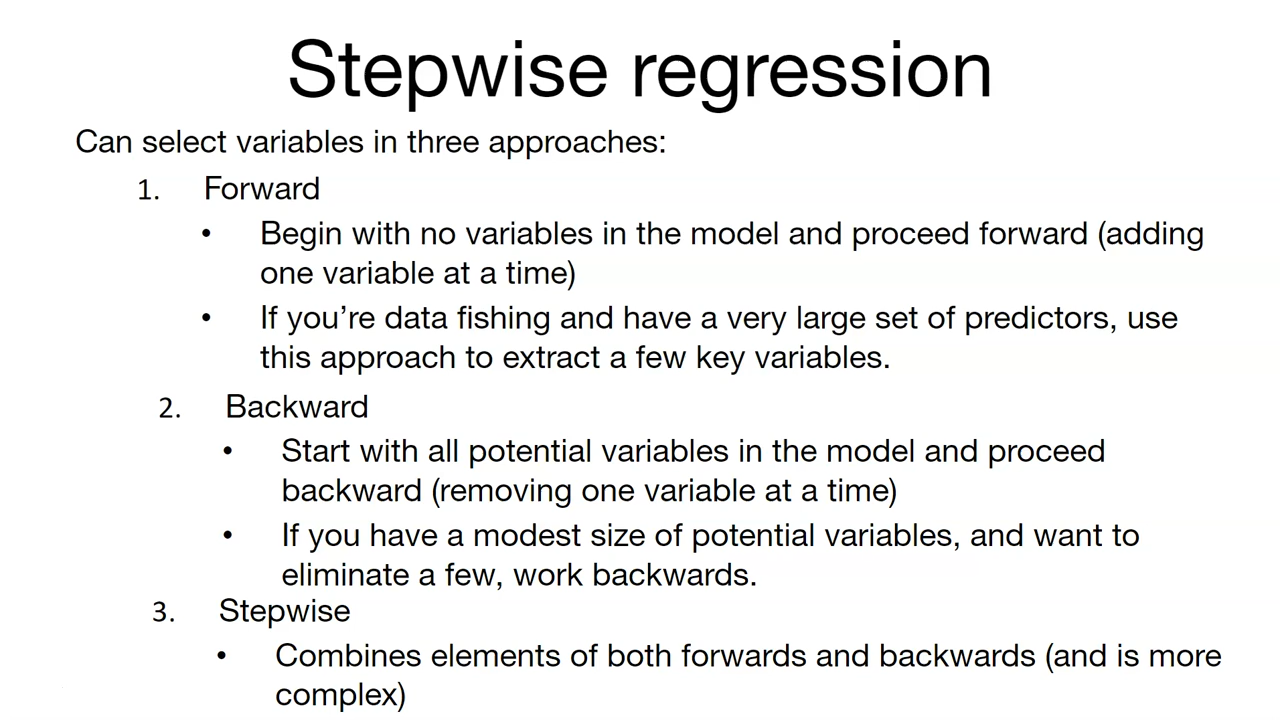 Stepwise regression
Can select variables in three approaches:
1. Forward
• Begin with no variables in the model and proceed forward (adding
one variable at a time)
• If you’re data fishing and have a very large set of predictors, use
this approach to extract a few key variables.
2. Backward
• Start with all potential variables in the model and proceed
backward (removing one variable at a time)
• If you have a modest size of potential variables, and want to
eliminate a few, work backwards.
3. Stepwise
• Combines elements of both forwards and backwards (and is more
complex)